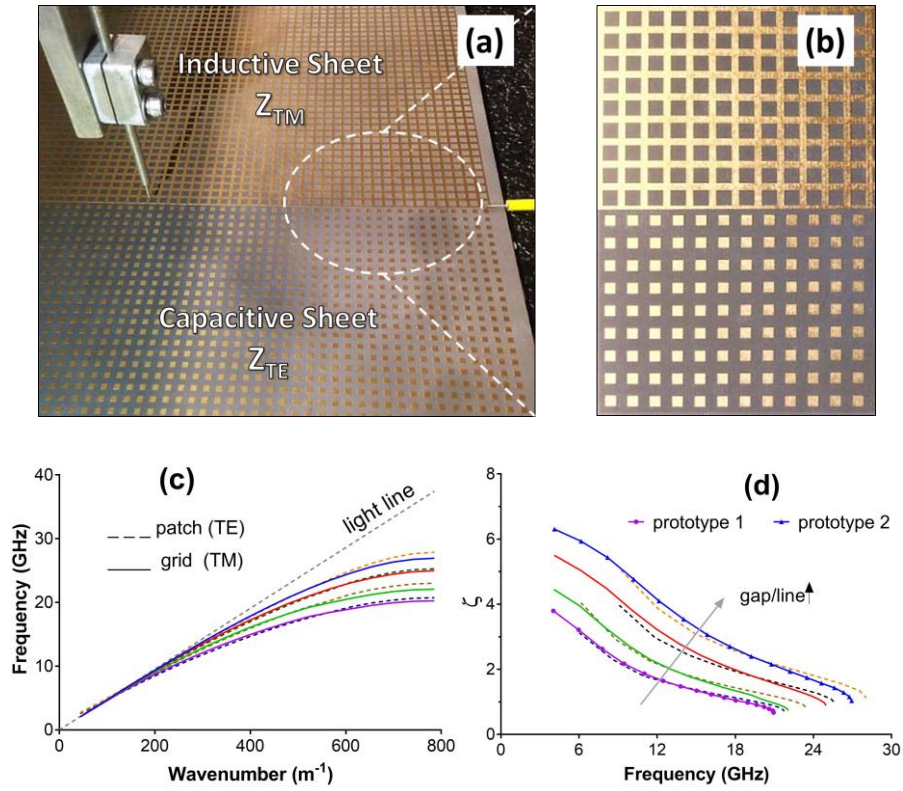 (a)
Inductive Sheet
Z_TM
Capacitive Sheet
Z_TE
(b)
(c)
40
30
20
10
0
Frequency (GHz)
patch (TE)
grid (TM)
light line
0 200 400 600 800
Wavenumber (m⁻¹)
(d)
8
6
4
2
0
ζ
prototype 1
prototype 2
gap/line
0 6 12 18 24 30
Frequency (GHz)